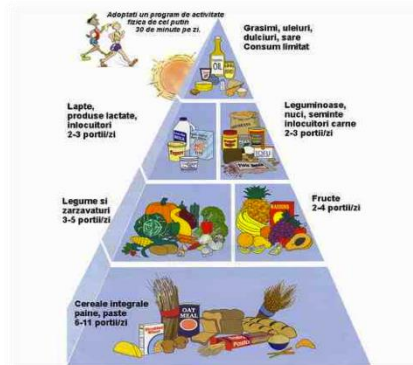 Adoptati un program de activitate
fizica de cel putin
30 de minute pe zi.
Grasimi, uleiuri,
dulciuri, sare
Consum limitat
OIL
Lapte,
produse lactate,
inlocuitori
2-3 portii/zi
Leguminoase,
nuci, seminte
inlocuitori carne
2-3 portii/zi
TOFU
Legume si
zarzavaturi
3-5 portii/zi
Fructe
2-4 portii/zi
RAISINS
Cereale integrale
paine, paste
6-11 portii/zi
OAT
MEAL